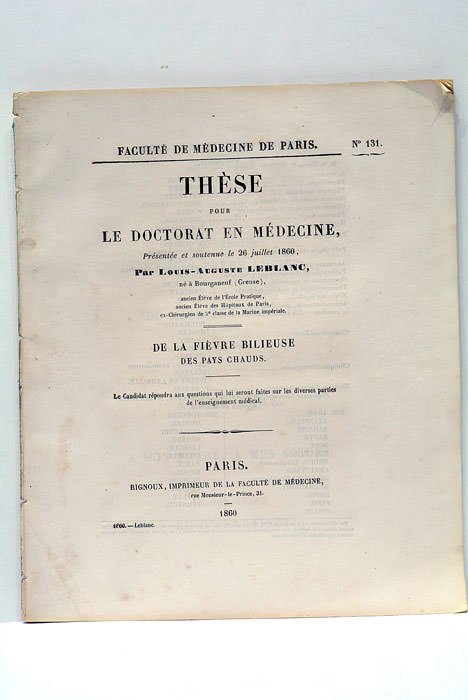 FACULTÉ DE MÉDECINE DE PARIS. N° 131.
THÈSE
POUR
LE DOCTORAT EN MÉDECINE,
Présentée et soutenue le 26 juillet 1860,
Par LOUIS-AUGUSTE LEBLANC,
né à Bourganeuf (Creuse),
ancien Élève de l'École Pratique,
ancien Élève des Hôpitaux de Paris,
ex-Chirurgien de 2e classe de la Marine impériale.
DE LA FIÈVRE BILIEUSE
DES PAYS CHAUDS.
Le Candidat répondra aux questions qui lui seront faites sur les diverses parties
de l'enseignement médical.
PARIS.
RIGNOUX, IMPRIMEUR DE LA FACULTÉ DE MÉDECINE,
rue Monsieur-le-Prince, 31.
1860
1860. — Leblanc.